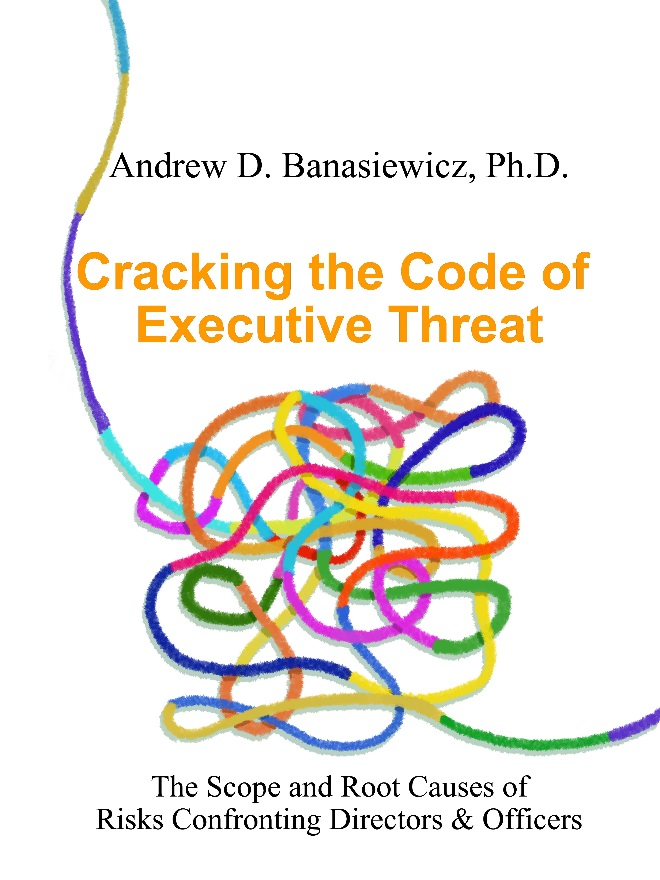 Andrew D. Banasiewicz, Ph.D.
Cracking the Code of
Executive Threat
The Scope and Root Causes of
Risks Confronting Directors & Officers